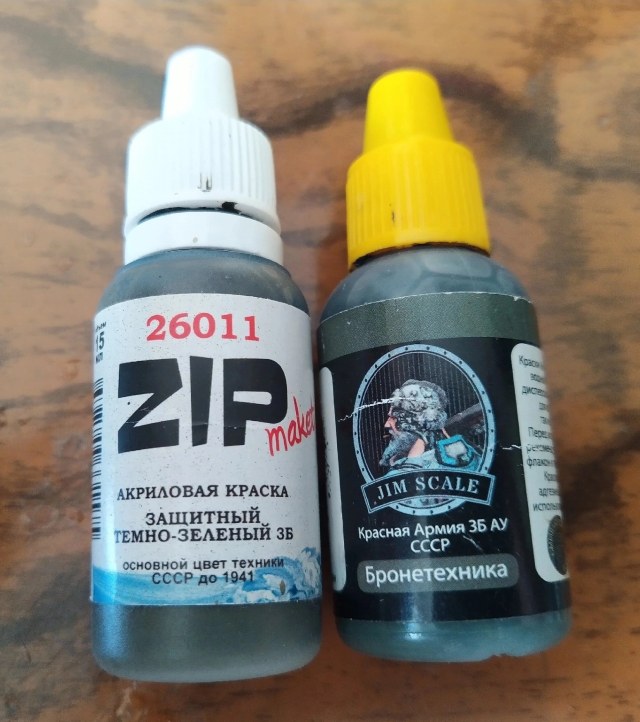 26011
15
мл
ZIP
maket
АКРИЛОВАЯ КРАСКА
ЗАЩИТНЫЙ
ТЕМНО-ЗЕЛЕНЫЙ 3Б
основной цвет техники
СССР до 1941
JIM SCALE
Красная Армия 3Б АУ
СССР
Бронетехника